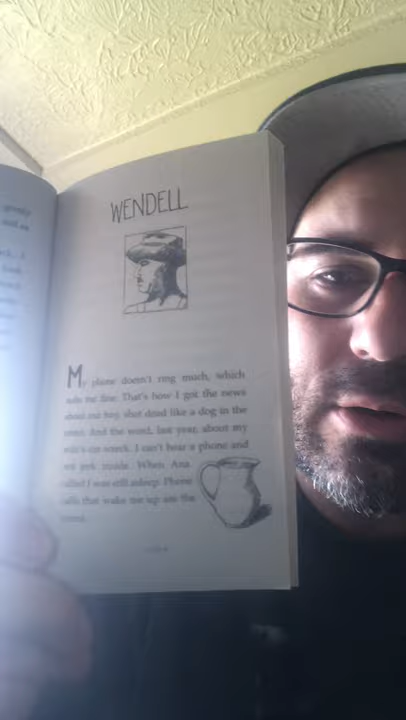 WENDELL
My phone doesn't ring much, which
suits me fine. That's how I got the news
about our boy, shot dead like a dog in the
street. And the word, last year, about my
wife's car wreck. I can't hear a phone and
not jerk inside. When Ana
called I was still asleep. Phone
calls that wake me up are the
worst.